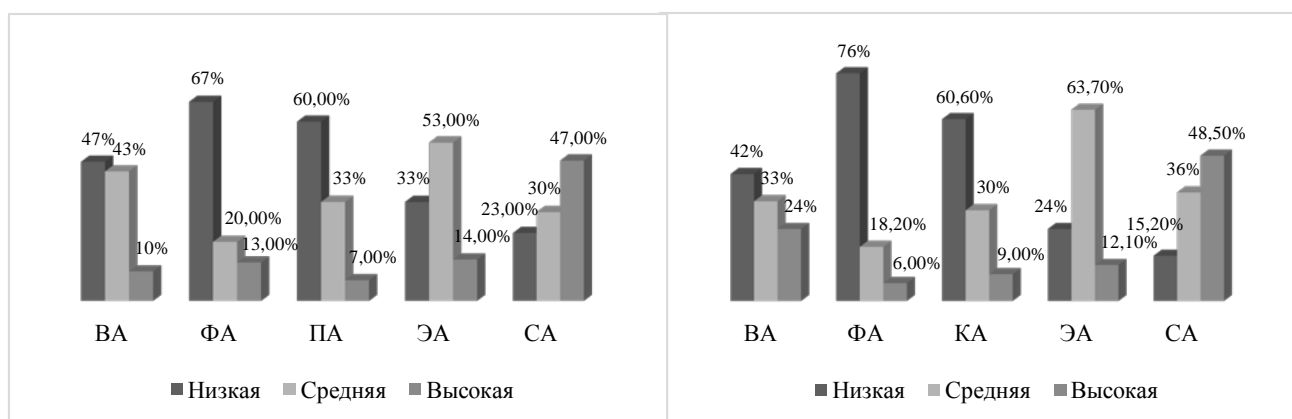 47% 43% 10%
67% 20,00% 13,00%
60,00% 33% 7,00%
33% 53,00% 14,00%
23,00% 30% 47,00%
ВА ФА ПА ЭА СА
Низкая Средняя Высокая
42% 33% 24%
76% 18,20% 6,00%
60,60% 30% 9,00%
24% 63,70% 12,10%
15,20% 36% 48,50%
ВА ФА КА ЭА СА
Низкая Средняя Высокая